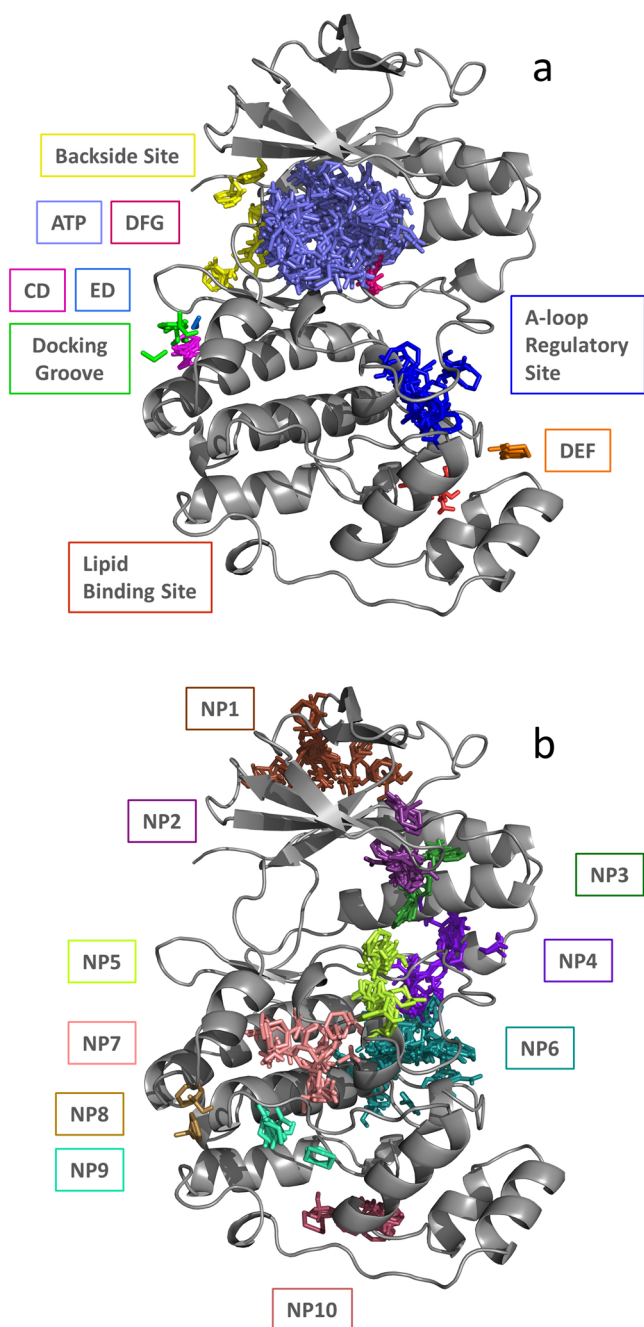 a
Backside Site
ATP
DFG
CD
ED
A-loop
Regulatory
Site
Docking
Groove
DEF
Lipid
Binding Site
NP1
b
NP2
NP3
NP5
NP4
NP7
NP6
NP8
NP9
NP10